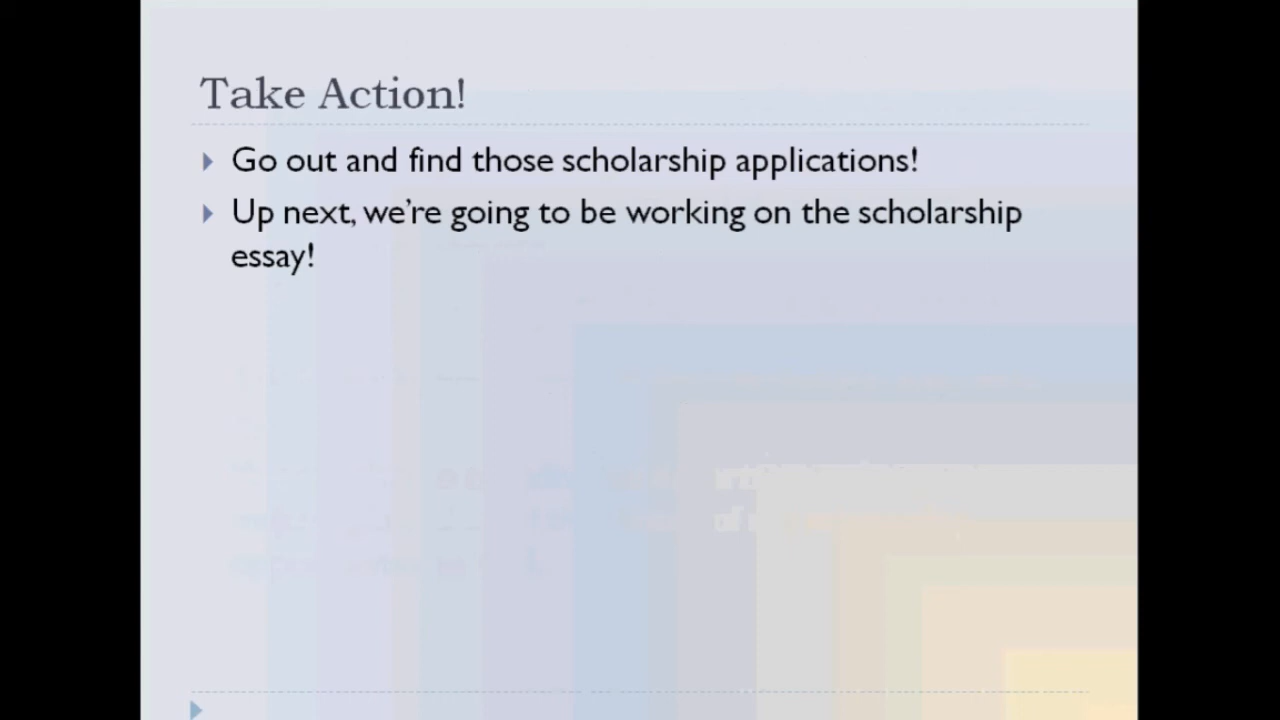 Take Action!
Go out and find those scholarship applications!
Up next, we’re going to be working on the scholarship
essay!